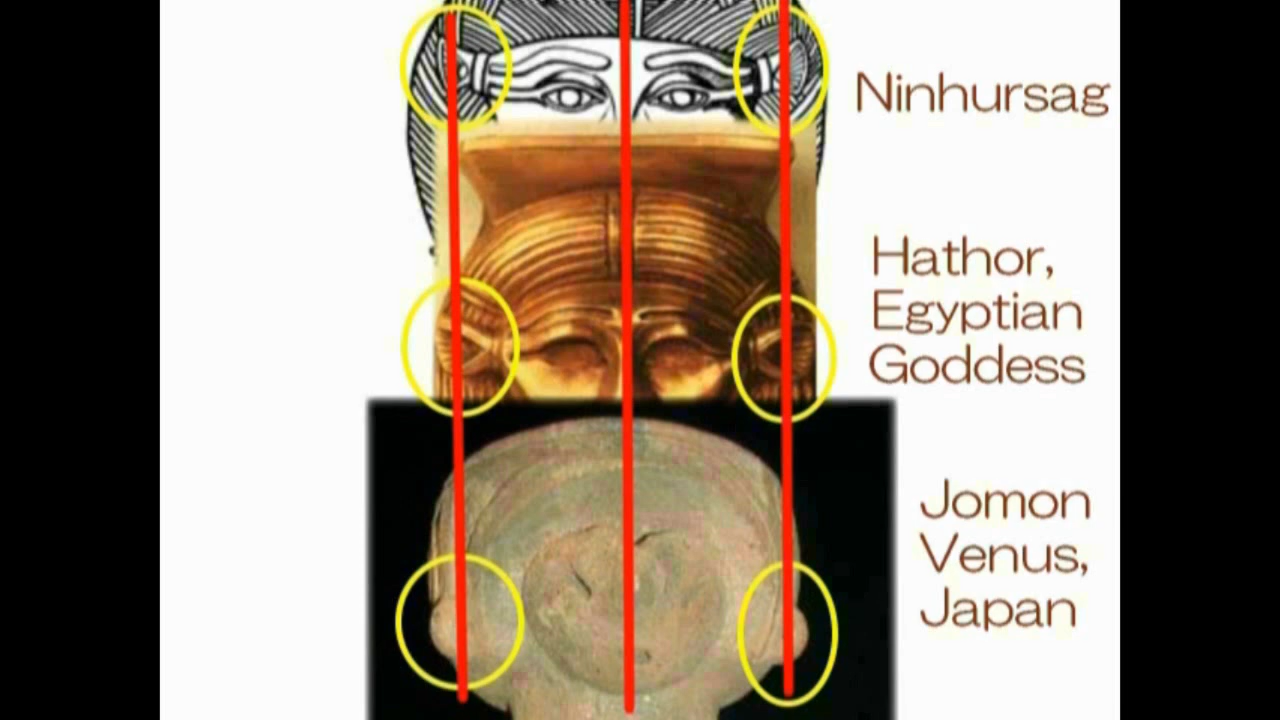 Ninhursag
Hathor,
Egyptian
Goddess
Jomon
Venus,
Japan